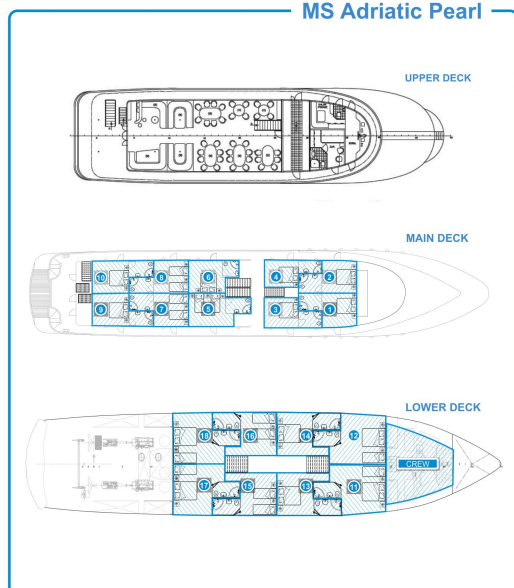 MS Adriatic Pearl
UPPER DECK
MAIN DECK
10 8 6 4 2
9 7 5 3 1
LOWER DECK
18 16 14 12
CREW
17 15 13 11